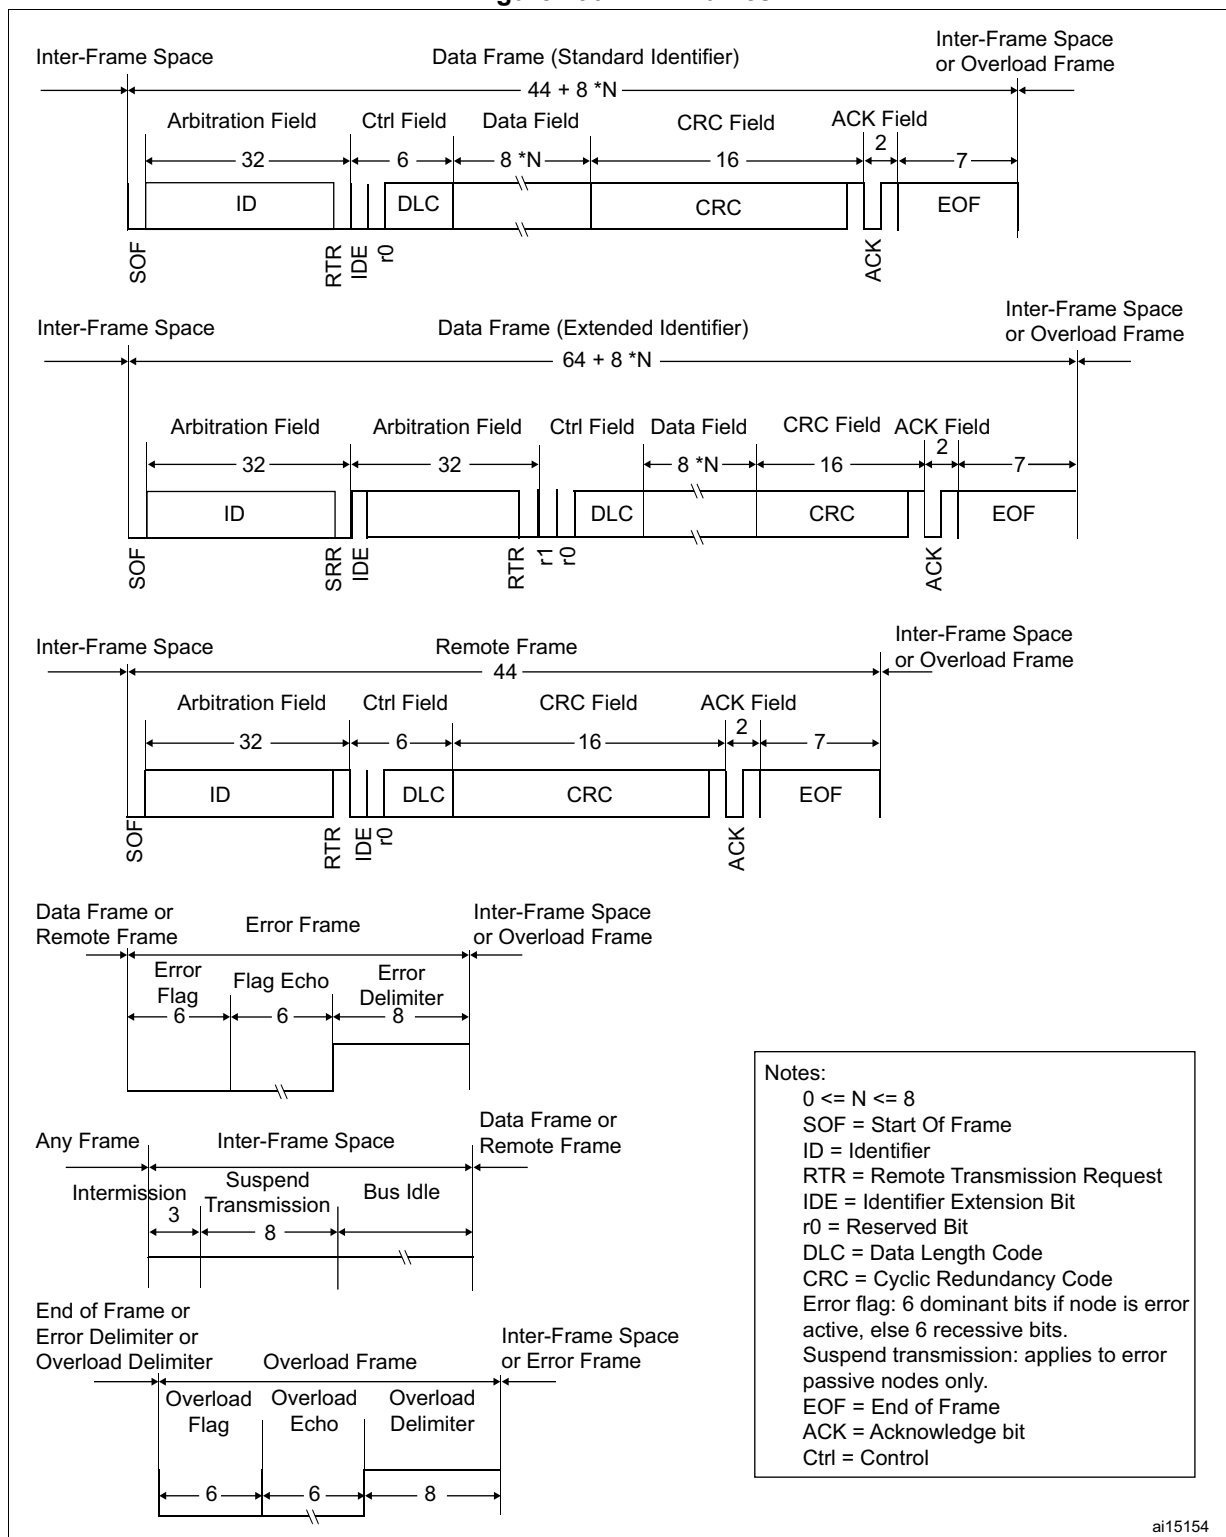 Inter-Frame Space
Data Frame (Standard Identifier)
Inter-Frame Space
or Overload Frame
44 + 8 *N
Arbitration Field
Ctrl Field
Data Field
CRC Field
ACK Field
32
6
8 *N
16
2
7
ID
DLC
CRC
EOF
SOF
RTR
IDE
r0
ACK
Inter-Frame Space
Data Frame (Extended Identifier)
Inter-Frame Space
or Overload Frame
64 + 8 *N
Arbitration Field
Arbitration Field
Ctrl Field
Data Field
CRC Field
ACK Field
32
32
8 *N
16
2
7
ID
DLC
CRC
EOF
SOF
SRR
IDE
RTR
r1
r0
ACK
Inter-Frame Space
Remote Frame
Inter-Frame Space
or Overload Frame
44
Arbitration Field
Ctrl Field
CRC Field
ACK Field
32
6
16
2
7
ID
DLC
CRC
EOF
SOF
RTR
IDE
r0
ACK
Data Frame or
Remote Frame
Error Frame
Inter-Frame Space
or Overload Frame
Error
Flag
Flag Echo
Error
Delimiter
6
6
8
Any Frame
Inter-Frame Space
Data Frame or
Remote Frame
Intermission
Suspend
Transmission
Bus Idle
3
8
End of Frame or
Error Delimiter or
Overload Delimiter
Overload Frame
Inter-Frame Space
or Error Frame
Overload
Flag
Overload
Echo
Overload
Delimiter
6
6
8
Notes:
0 <= N <= 8
SOF = Start Of Frame
ID = Identifier
RTR = Remote Transmission Request
IDE = Identifier Extension Bit
r0 = Reserved Bit
DLC = Data Length Code
CRC = Cyclic Redundancy Code
Error flag: 6 dominant bits if node is error
active, else 6 recessive bits.
Suspend transmission: applies to error
passive nodes only.
EOF = End of Frame
ACK = Acknowledge bit
Ctrl = Control
ai15154